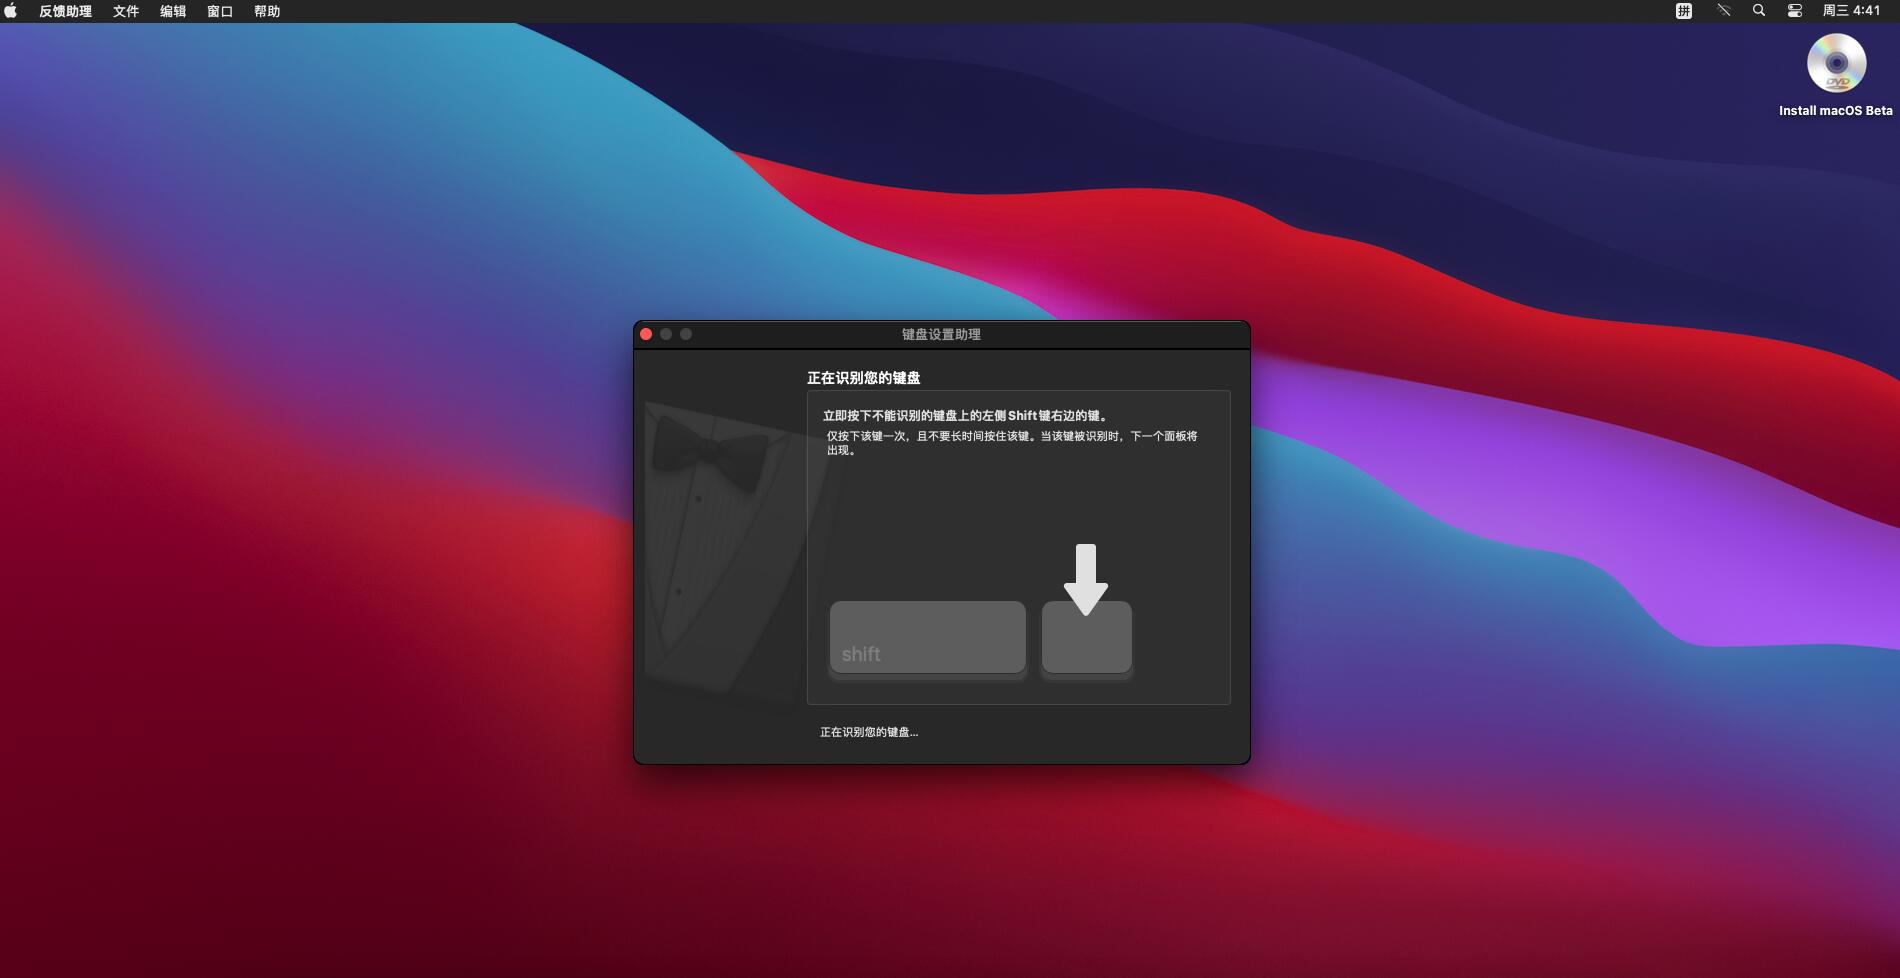 反馈助理 文件 编辑 窗口 帮助 拼 周三 4:41
DVD
Install macOS Beta
键盘设置助理
正在识别您的键盘
立即按下不能识别的键盘上的左侧 Shift 键右边的键。
仅按下该键一次，且不要长时间按住该键。当该键被识别时，下一个面板将
出现。
shift
正在识别您的键盘...